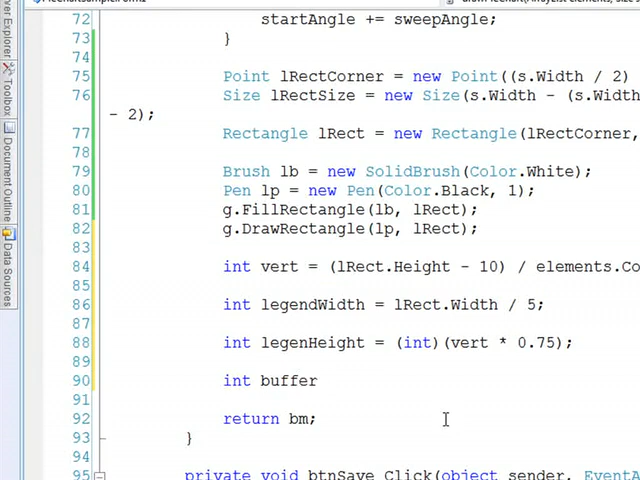 72 startAngle += sweepAngle;
73 }
74
75 Point lRectCorner = new Point((s.Width / 2)
76 Size lRectSize = new Size(s.Width - (s.Width
- 2);
77 Rectangle lRect = new Rectangle(lRectCorner,
78
79 Brush lb = new SolidBrush(Color.White);
80 Pen lp = new Pen(Color.Black, 1);
81 g.FillRectangle(lb, lRect);
82 g.DrawRectangle(lp, lRect);
83
84 int vert = (lRect.Height - 10) / elements.Co
85
86 int legendWidth = lRect.Width / 5;
87
88 int legenHeight = (int)(vert * 0.75);
89
90 int buffer
91
92 return bm;
93 }
94
95 private void btnSave_Click(object sender, EventA
Server Explorer
Toolbox
Document Outline
Data Sources